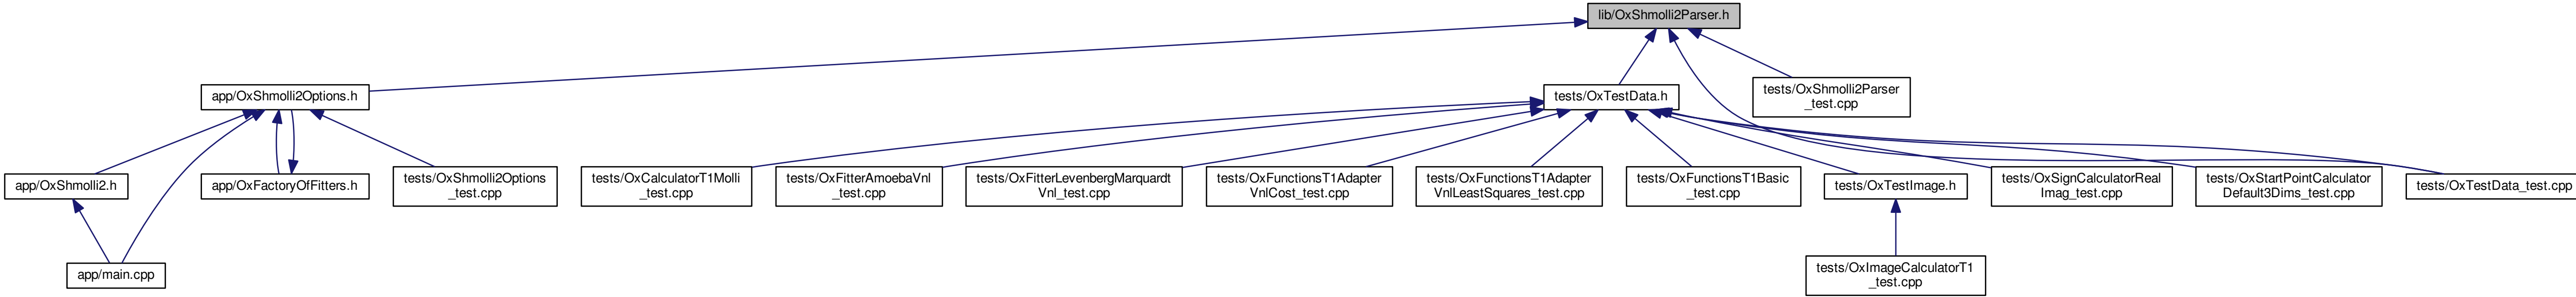 lib/OxShmolli2Parser.h
app/OxShmolli2Options.h
tests/OxTestData.h
tests/OxShmolli2Parser
_test.cpp
app/OxShmolli2.h
app/OxFactoryOfFitters.h
tests/OxShmolli2Options
_test.cpp
tests/OxCalculatorT1Molli
_test.cpp
tests/OxFitterAmoebaVnl
_test.cpp
tests/OxFitterLevenbergMarquardt
Vnl_test.cpp
tests/OxFunctionsT1Adapter
VnlCost_test.cpp
tests/OxFunctionsT1Adapter
VnlLeastSquares_test.cpp
tests/OxFunctionsT1Basic
_test.cpp
tests/OxTestImage.h
tests/OxSignCalculatorReal
Imag_test.cpp
tests/OxStartPointCalculator
Default3Dims_test.cpp
tests/OxTestData_test.cpp
app/main.cpp
tests/OxImageCalculatorT1
_test.cpp